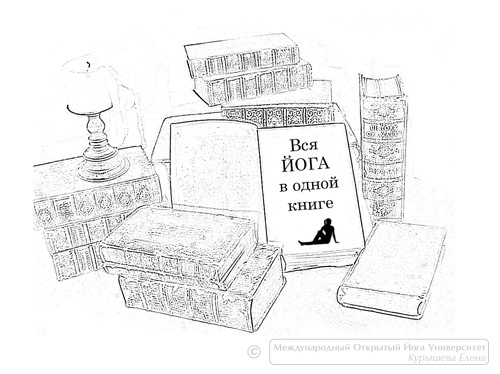 Вся
ЙОГА
в одной
книге
© Международный Открытый Йога Университет
Курышева Елена